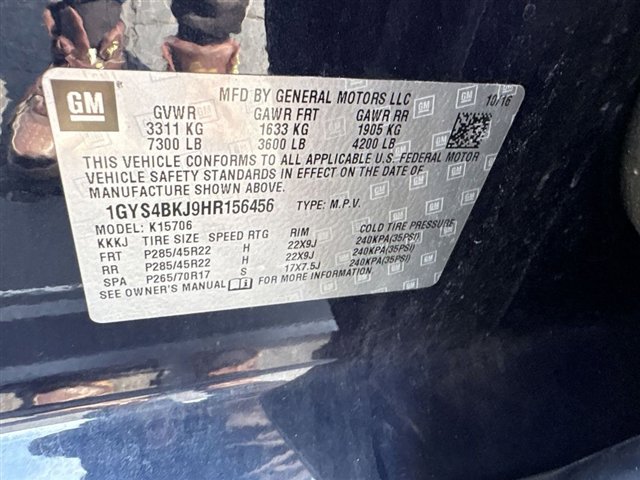 GM
MFD BY GENERAL MOTORS LLC
10/16
GVWR GAWR FRT GAWR RR
3311 KG 1633 KG 1905 KG
7300 LB 3600 LB 4200 LB
THIS VEHICLE CONFORMS TO ALL APPLICABLE U.S. FEDERAL MOTOR
VEHICLE SAFETY STANDARDS IN EFFECT ON THE DATE OF
MANUFACTURE SHOWN ABOVE.
1GYS4BKJ9HR156456 TYPE: M.P.V.
MODEL: K15706
KKKJ TIRE SIZE SPEED RTG RIM COLD TIRE PRESSURE
FRT P285/45R22 H 22X9J 240KPA(35PSI)
RR P285/45R22 H 22X9J 240KPA(35PSI)
SPA P265/70R17 S 17X7.5J 240KPA(35PSI)
SEE OWNER'S MANUAL FOR MORE INFORMATION.